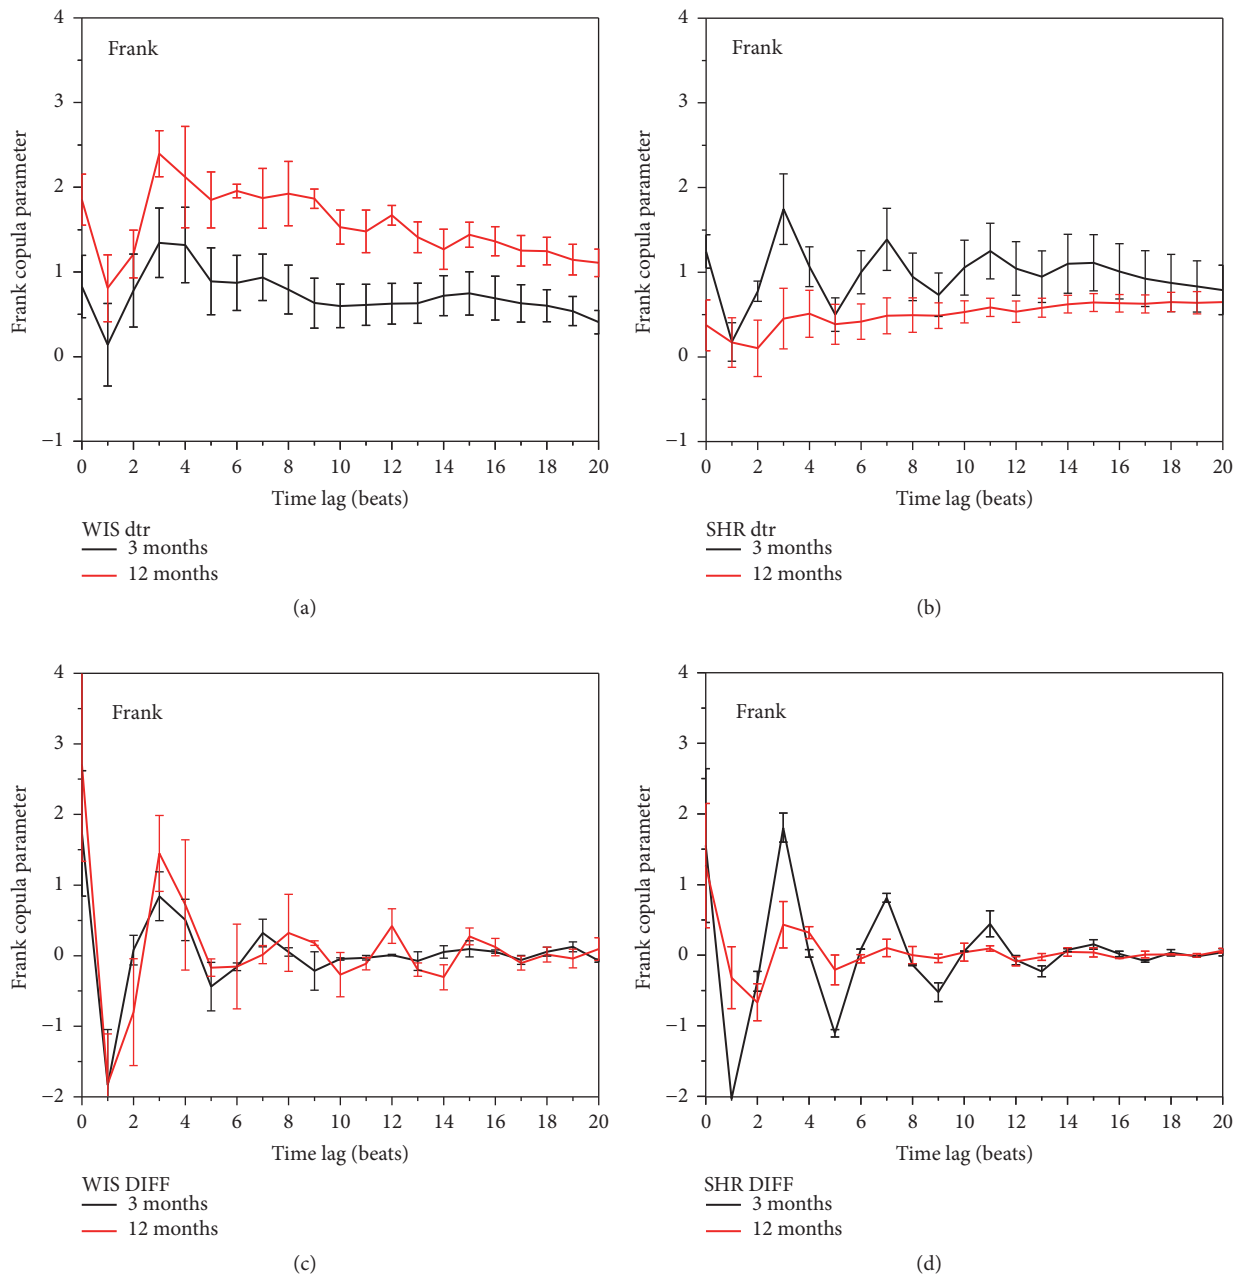 Frank
Frank copula parameter
4
3
2
1
0
−1
0 2 4 6 8 10 12 14 16 18 20
Time lag (beats)
WIS dtr
3 months
12 months
(a)
Frank
Frank copula parameter
4
3
2
1
0
−1
0 2 4 6 8 10 12 14 16 18 20
Time lag (beats)
SHR dtr
3 months
12 months
(b)
Frank
Frank copula parameter
4
3
2
1
0
−1
−2
0 2 4 6 8 10 12 14 16 18 20
Time lag (beats)
WIS DIFF
3 months
12 months
(c)
Frank
Frank copula parameter
4
3
2
1
0
−1
−2
0 2 4 6 8 10 12 14 16 18 20
Time lag (beats)
SHR DIFF
3 months
12 months
(d)